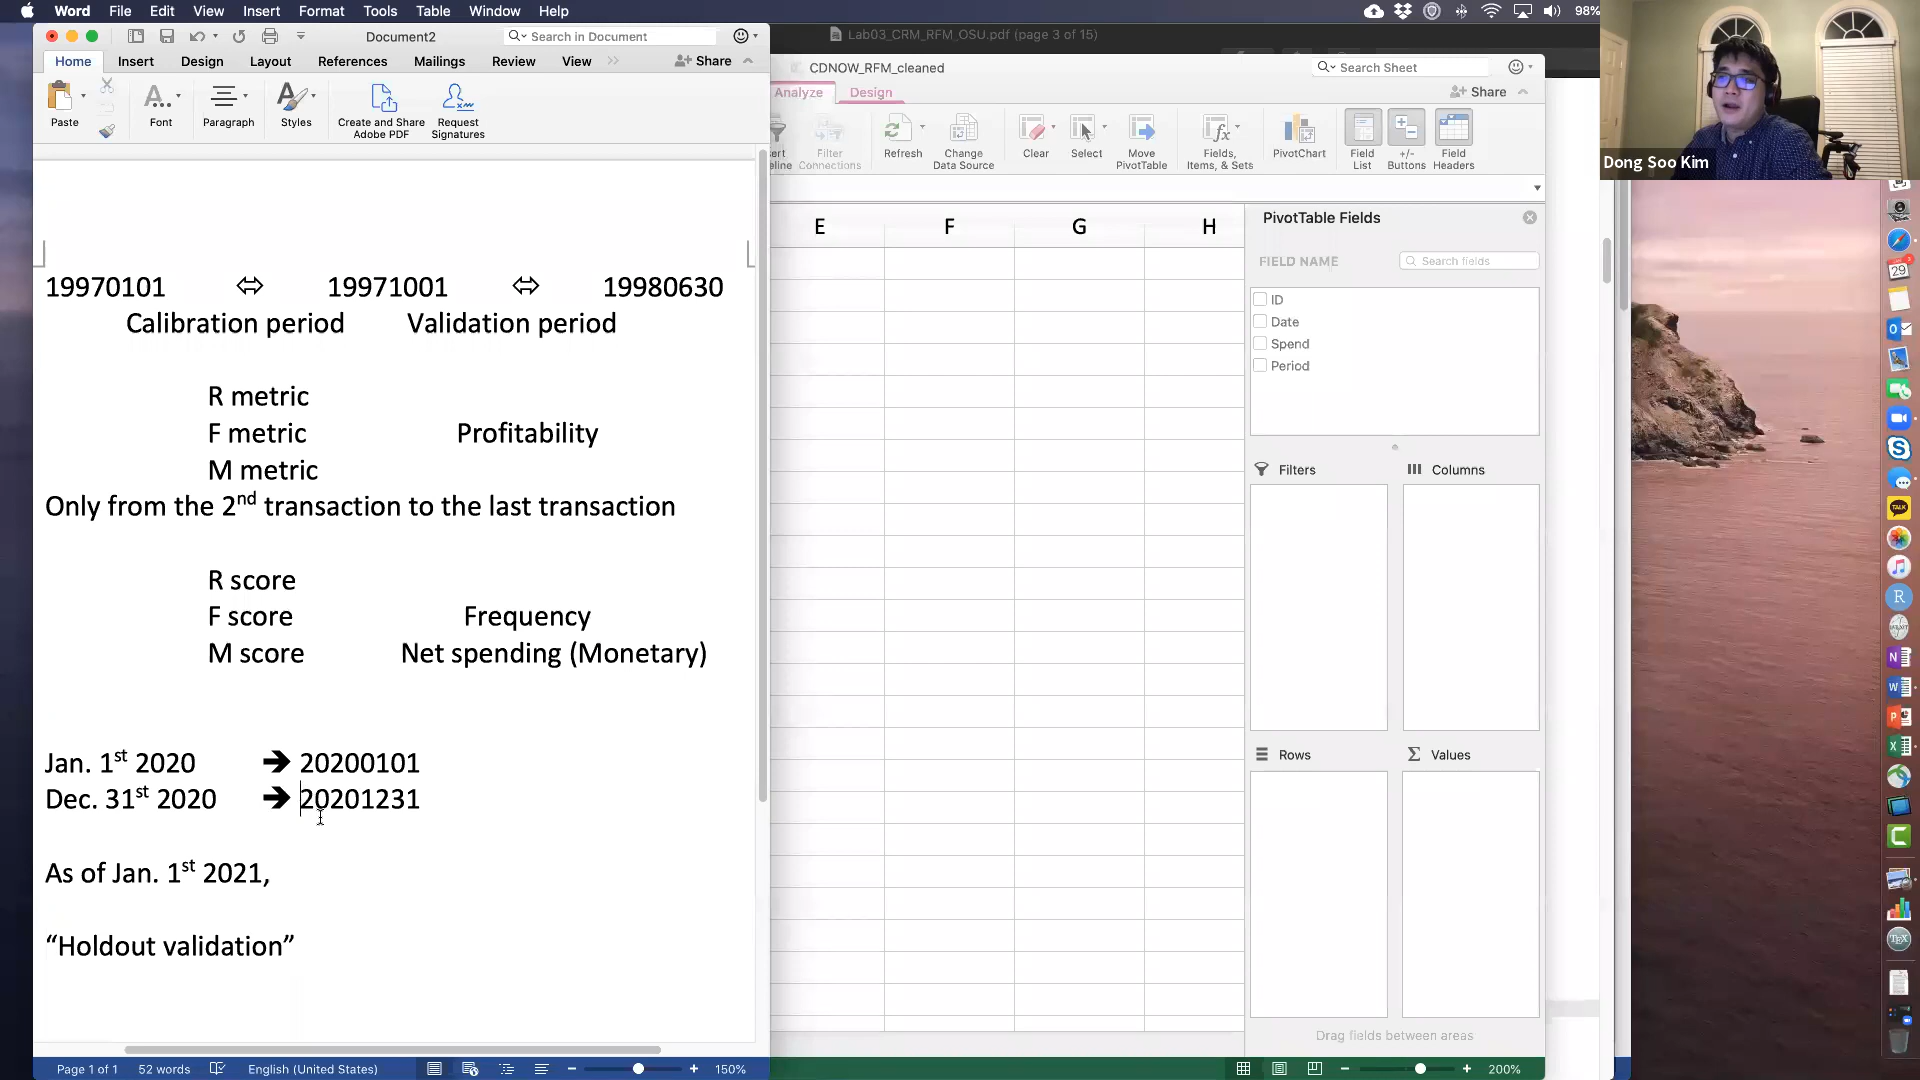 Word File Edit View Insert Format Tools Table Window Help 98%
Document2
Search in Document
Home Insert Design Layout References Mailings Review View Share
Paste Font Paragraph Styles Create and Share Adobe PDF Request Signatures
19970101 ⬄ 19971001 ⬄ 19980630
Calibration period Validation period
R metric
F metric Profitability
M metric
Only from the 2nd transaction to the last transaction
R score
F score Frequency
M score Net spending (Monetary)
Jan. 1st 2020 ➔ 20200101
Dec. 31st 2020 ➔ 20201231
As of Jan. 1st 2021,
“Holdout validation”
Page 1 of 1 52 words English (United States) 150%
Lab03_CRM_RFM_OSU.pdf (page 3 of 15)
CDNOW_RFM_cleaned
Search Sheet
Analyze Design Share
Filter Connections Refresh Change Data Source Clear Select Move PivotTable Fields, Items, & Sets PivotChart Field List +/- Buttons Field Headers
E F G H
PivotTable Fields
FIELD NAME Search fields
ID
Date
Spend
Period
Filters Columns
Rows Values
Drag fields between areas
200%
Dong Soo Kim
29
TALK